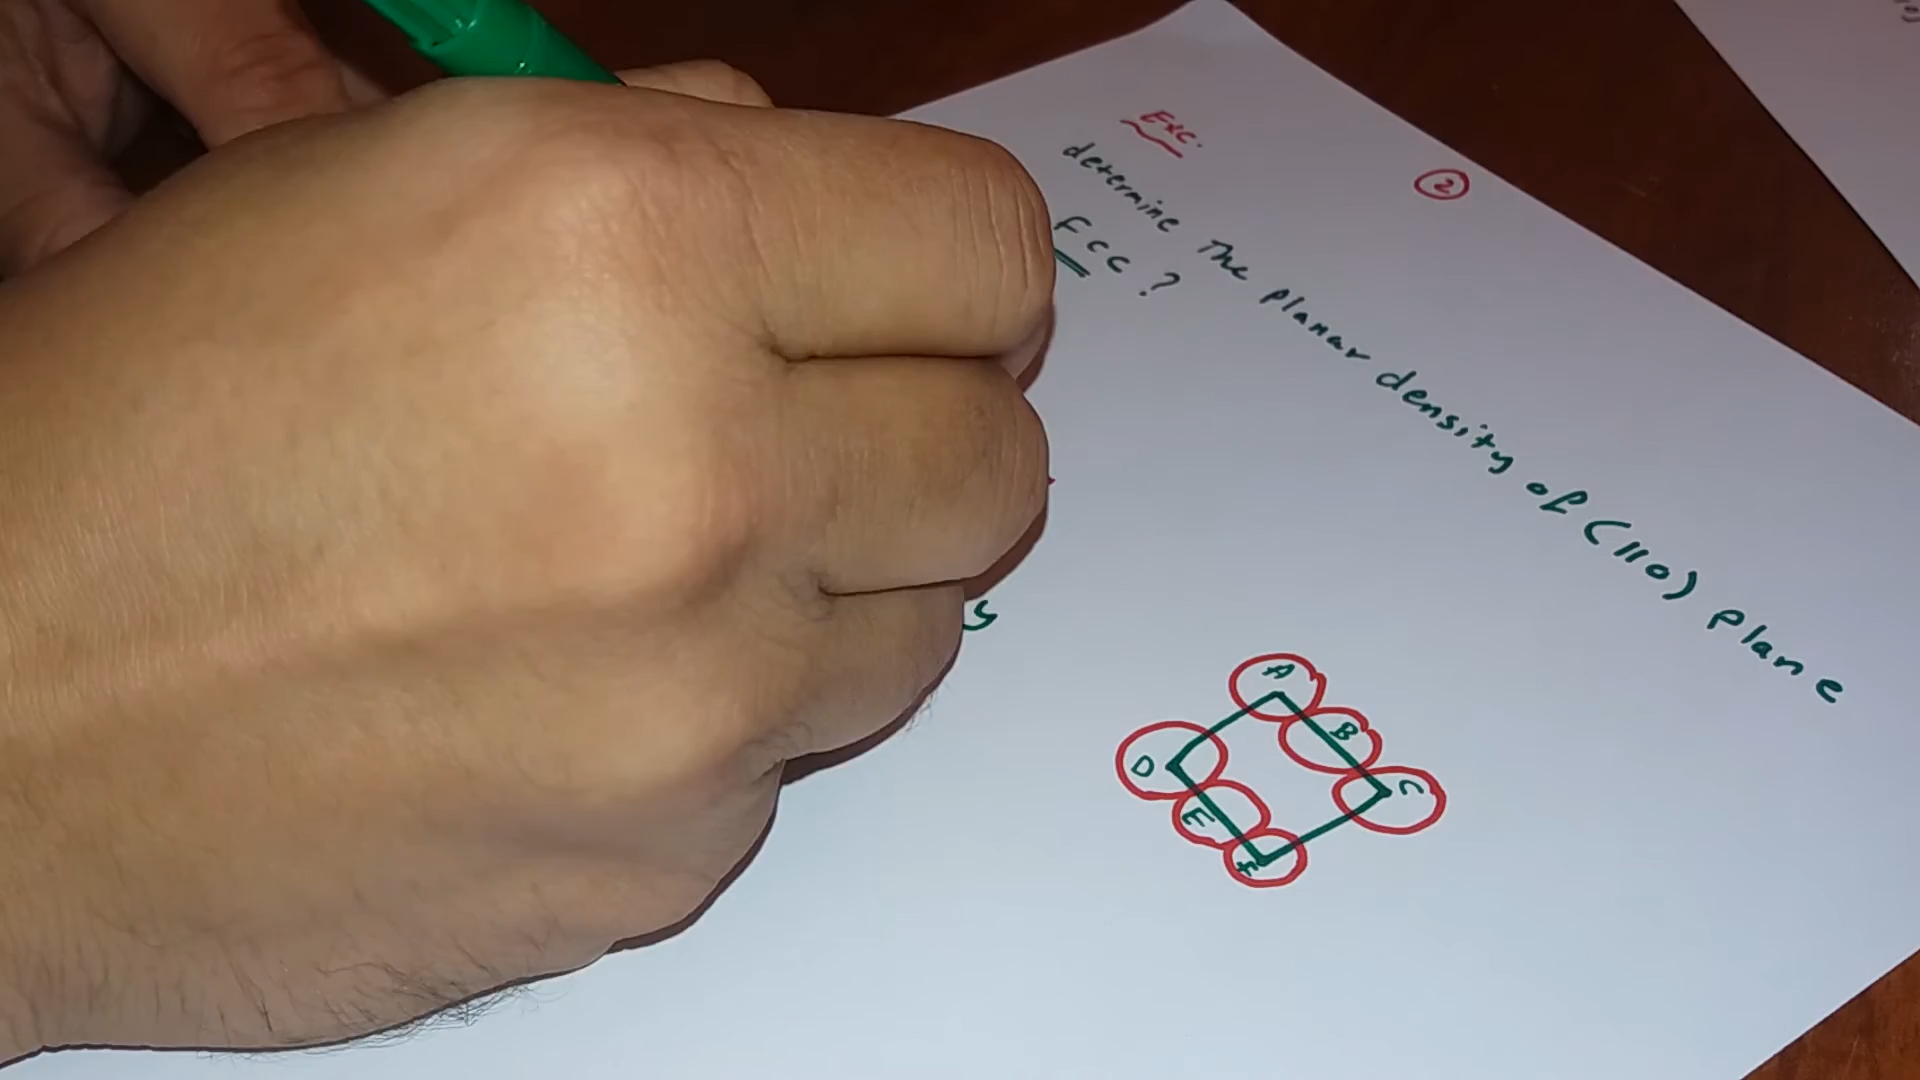 Exc.
②
determine The planar density of (110) plane
FCC ?
y
A
B
C
D
E
F